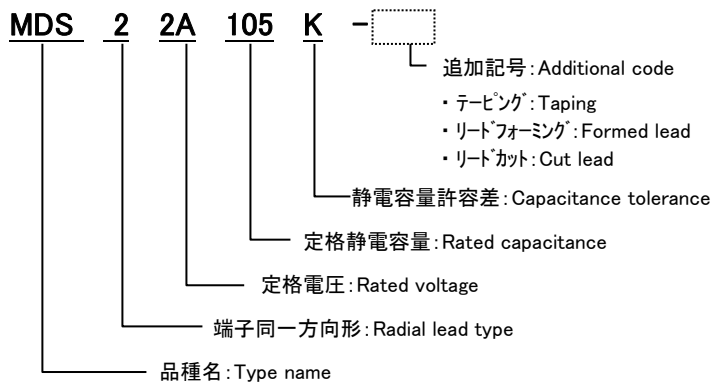 MDS 2 2A 105 K -
追加記号:Additional code
・ﾃｰﾋﾟﾝｸﾞ:Taping
・ﾘｰﾄﾞﾌｫｰﾐﾝｸﾞ:Formed lead
・ﾘｰﾄﾞｶｯﾄ:Cut lead
静電容量許容差:Capacitance tolerance
定格静電容量:Rated capacitance
定格電圧:Rated voltage
端子同一方向形:Radial lead type
品種名:Type name